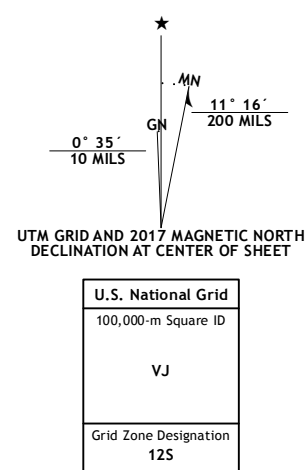 ★
MN
11° 16´
200 MILS
GN
0° 35´
10 MILS
UTM GRID AND 2017 MAGNETIC NORTH
DECLINATION AT CENTER OF SHEET
U.S. National Grid
100,000-m Square ID
VJ
Grid Zone Designation
12S